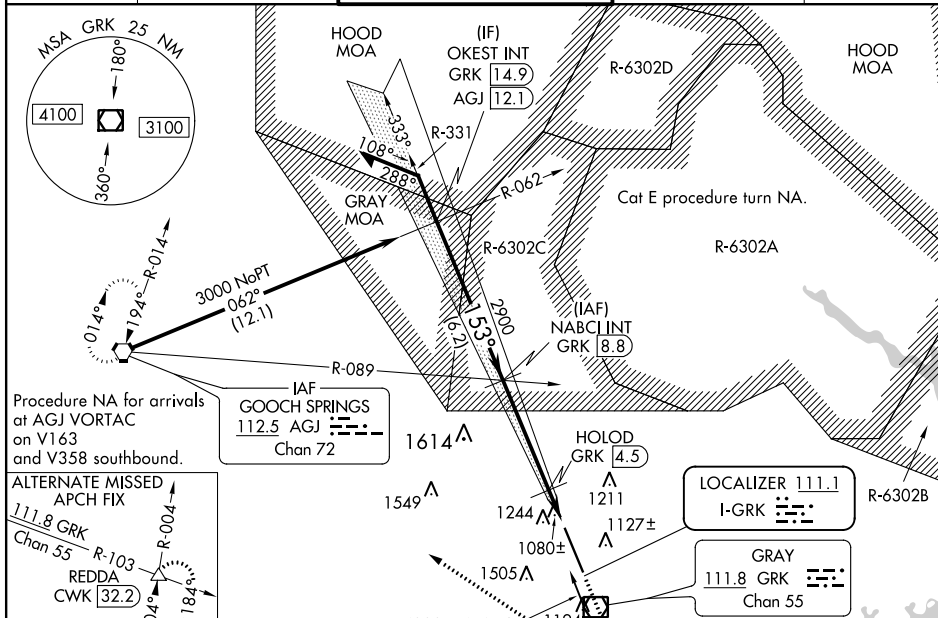 MSA GRK 25 NM
180°
4100
3100
360°
HOOD
MOA
(IF)
OKEST INT
GRK 14.9
AGJ 12.1
R-6302D
HOOD
MOA
333°
R-331
108°
288°
R-062
GRAY
MOA
Cat E procedure turn NA.
R-6302C
R-6302A
R-014
194°
014°
3000 NoPT
062°
(12.1)
2900
153°
(6.2)
(IAF)
NABCI INT
GRK 8.8
R-089
Procedure NA for arrivals
at AGJ VORTAC
on V163
and V358 southbound.
IAF
GOOCH SPRINGS
112.5 AGJ
Chan 72
1614
HOLOD
GRK 4.5
1549
1211
1244
1127±
1080±
1505
LOCALIZER 111.1
I-GRK
R-6302B
ALTERNATE MISSED
APCH FIX
111.8 GRK
Chan 55
R-103
R-004
REDDA
CWK 32.2
184°
GRAY
111.8 GRK
Chan 55